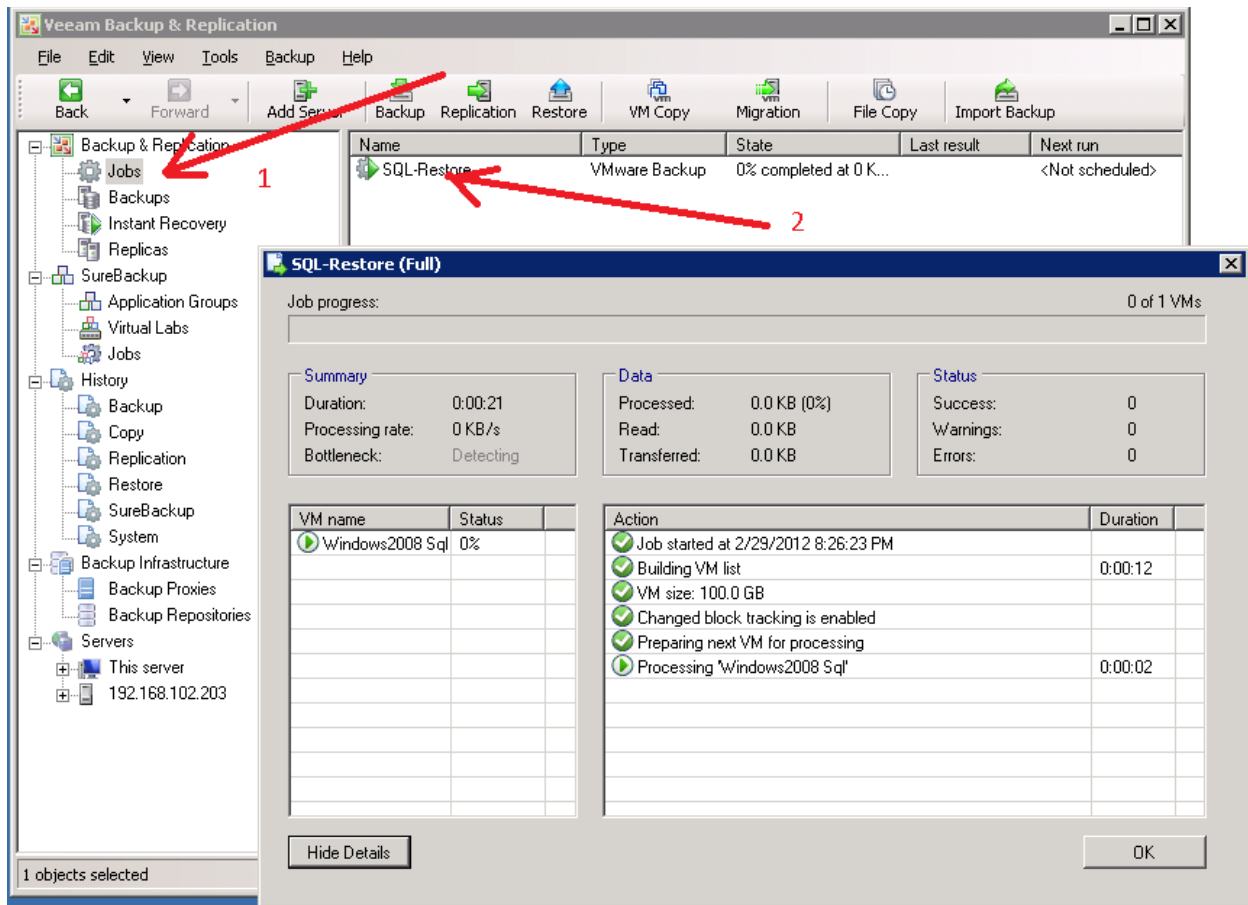 Veeam Backup & Replication
File Edit View Tools Backup Help
Back Forward Add Server Backup Replication Restore VM Copy Migration File Copy Import Backup
Backup & Replication
Jobs
Backups
Instant Recovery
Replicas
SureBackup
Application Groups
Virtual Labs
Jobs
History
Backup
Copy
Replication
Restore
SureBackup
System
Backup Infrastructure
Backup Proxies
Backup Repositories
Servers
This server
192.168.102.203
1 objects selected
1
Name Type State Last result Next run
SQL-Restore VMware Backup 0% completed at 0 K... <Not scheduled>
2
SQL-Restore (Full)
Job progress: 0 of 1 VMs
Summary
Duration: 0:00:21
Processing rate: 0 KB/s
Bottleneck: Detecting
Data
Processed: 0.0 KB (0%)
Read: 0.0 KB
Transferred: 0.0 KB
Status
Success: 0
Warnings: 0
Errors: 0
VM name Status
Windows2008 Sql 0%
Action Duration
Job started at 2/29/2012 8:26:23 PM
Building VM list 0:00:12
VM size: 100.0 GB
Changed block tracking is enabled
Preparing next VM for processing
Processing 'Windows2008 Sql' 0:00:02
Hide Details OK